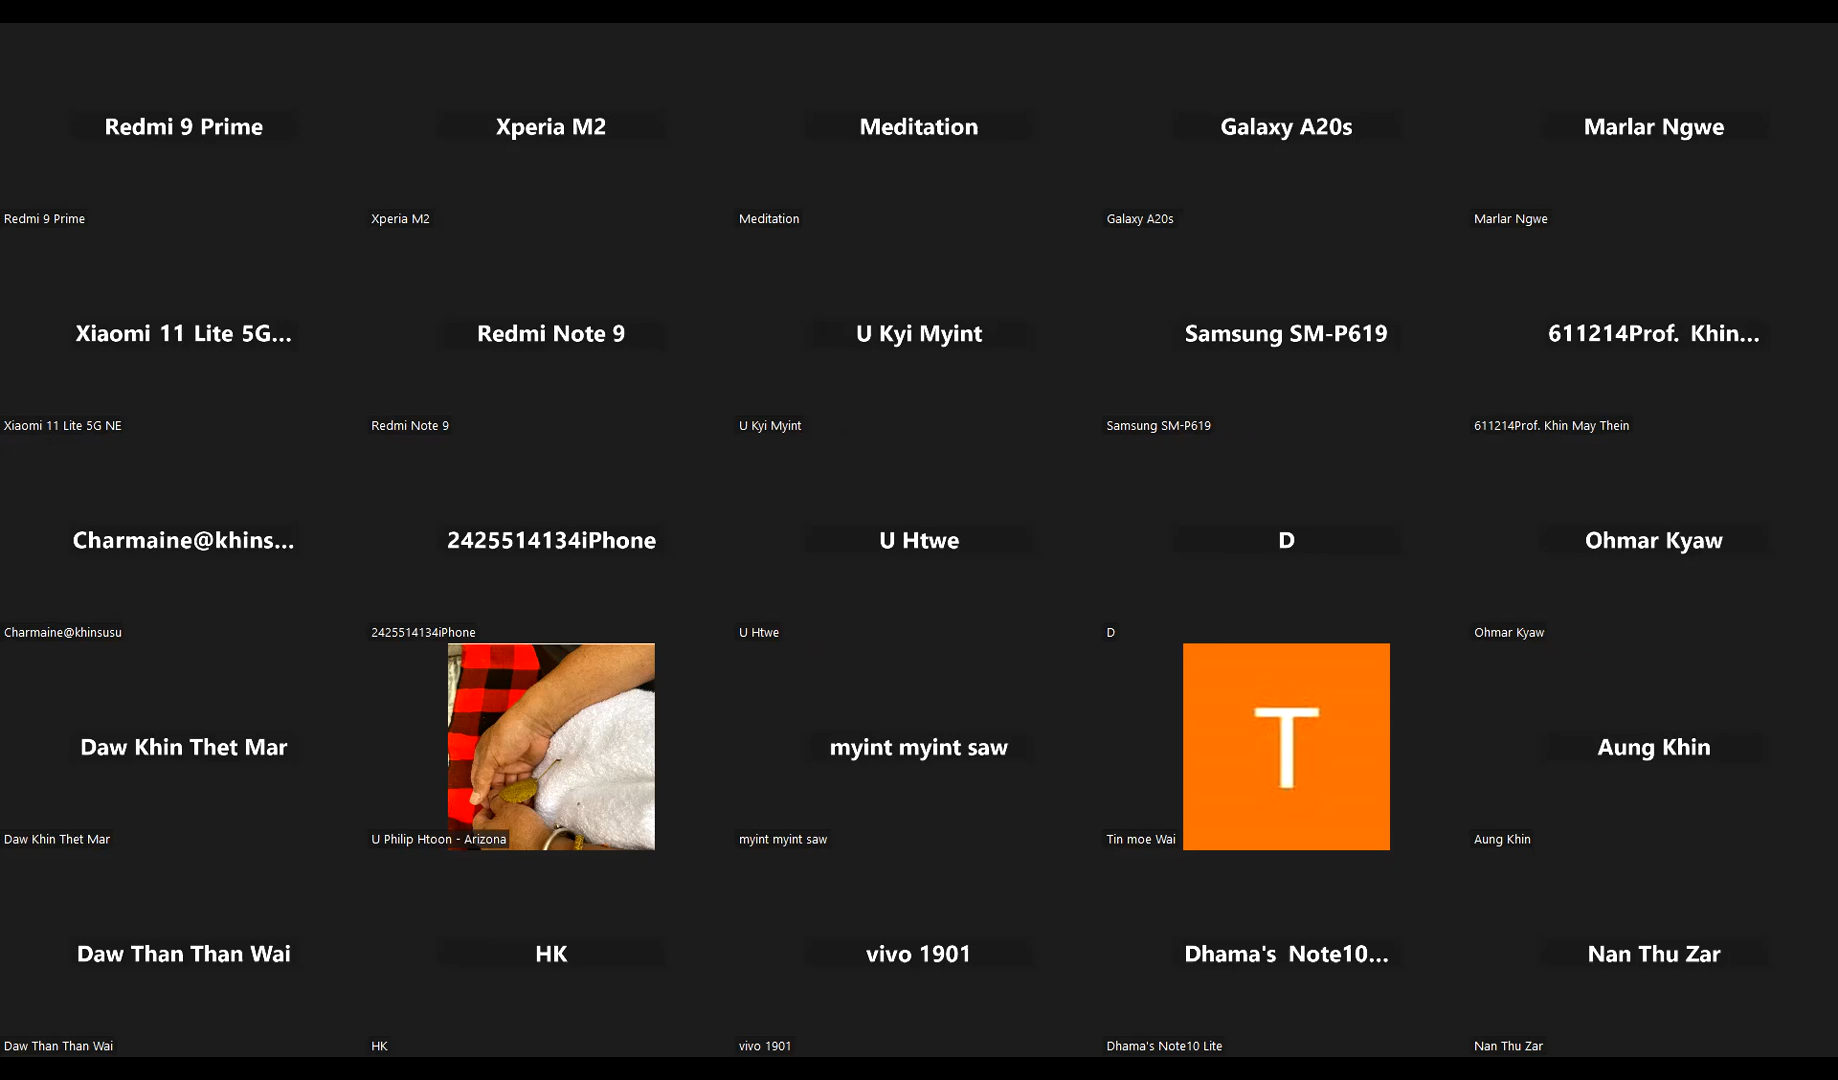 Redmi 9 Prime
Xperia M2
Meditation
Galaxy A20s
Marlar Ngwe
Redmi 9 Prime
Xperia M2
Meditation
Galaxy A20s
Marlar Ngwe
Xiaomi 11 Lite 5G...
Redmi Note 9
U Kyi Myint
Samsung SM-P619
611214Prof. Khin...
Xiaomi 11 Lite 5G NE
Redmi Note 9
U Kyi Myint
Samsung SM-P619
611214Prof. Khin May Thein
Charmaine@khins...
2425514134iPhone
U Htwe
D
Ohmar Kyaw
Charmaine@khinsusu
2425514134iPhone
U Htwe
D
Ohmar Kyaw
Daw Khin Thet Mar
myint myint saw
T
Aung Khin
Daw Khin Thet Mar
U Philip Htoon - Arizona
myint myint saw
Tin moe Wai
Aung Khin
Daw Than Than Wai
HK
vivo 1901
Dhama's Note10...
Nan Thu Zar
Daw Than Than Wai
HK
vivo 1901
Dhama's Note10 Lite
Nan Thu Zar